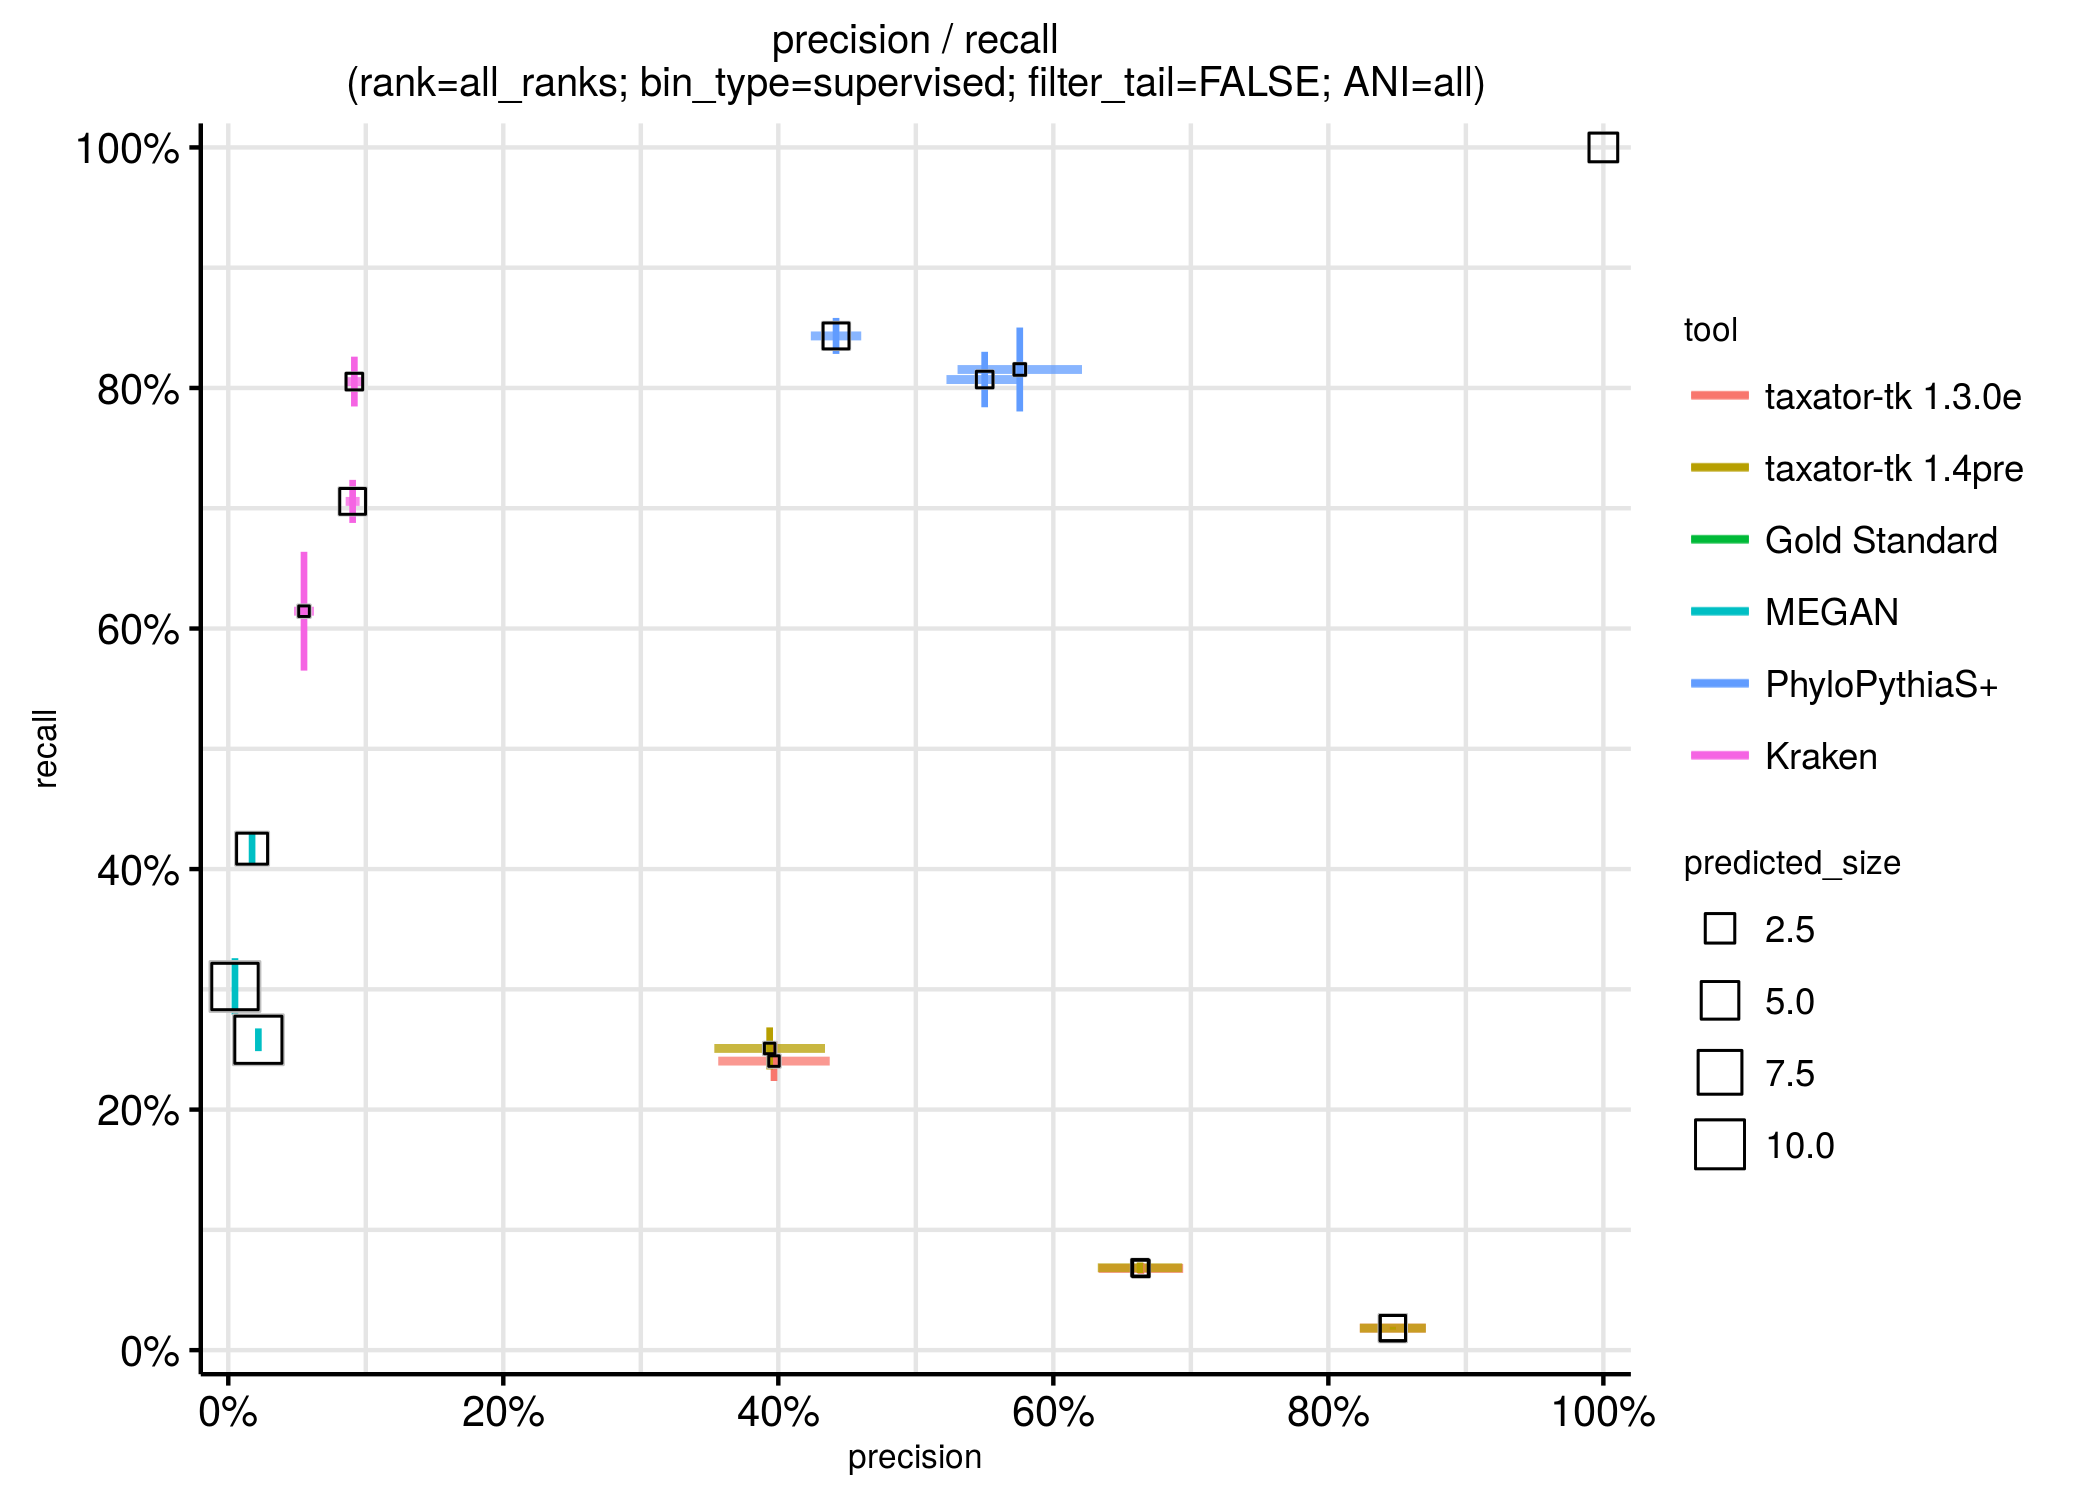 precision / recall
(rank=all_ranks; bin_type=supervised; filter_tail=FALSE; ANI=all)
100%
80%
60%
40%
20%
0%
recall
0%
20%
40%
60%
80%
100%
precision
tool
taxator-tk 1.3.0e
taxator-tk 1.4pre
Gold Standard
MEGAN
PhyloPythiaS+
Kraken
predicted_size
2.5
5.0
7.5
10.0